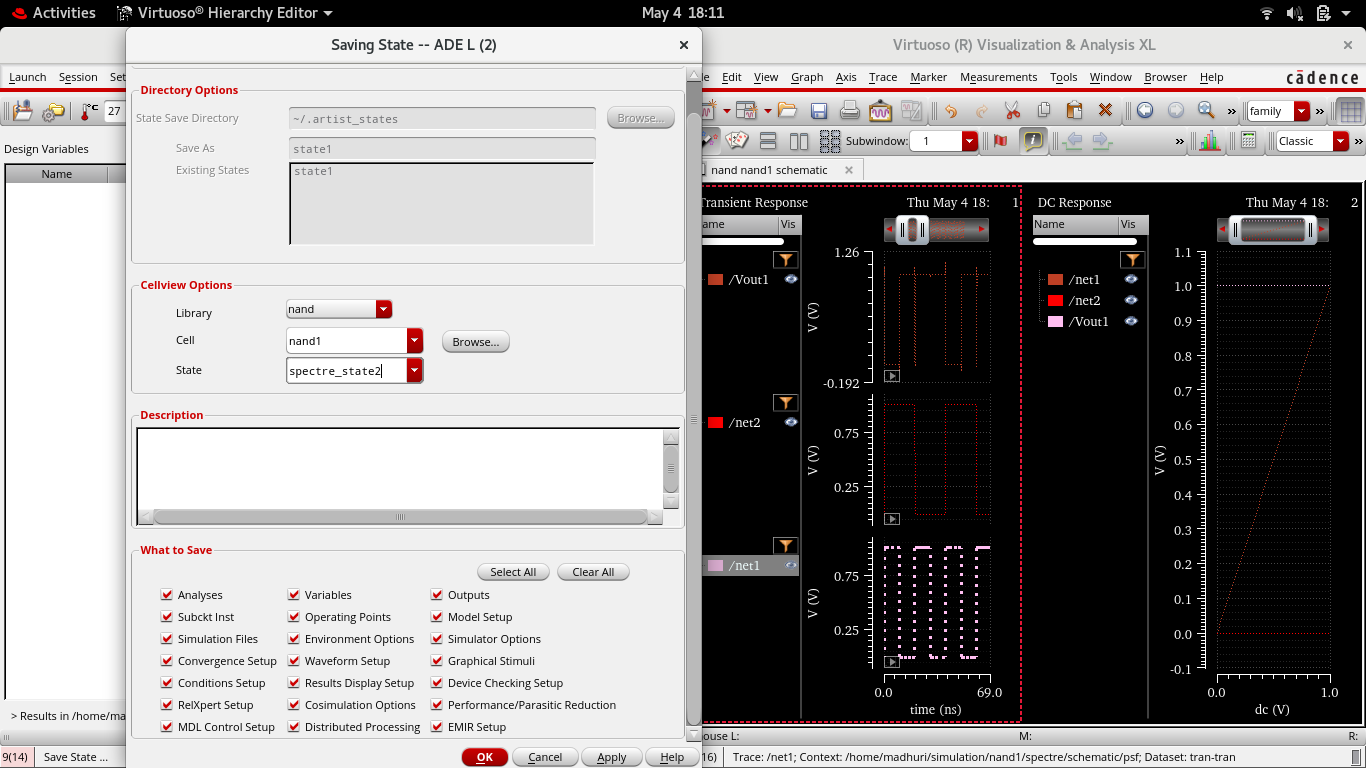 Activities Virtuoso® Hierarchy Editor May 4 18:11
Saving State -- ADE L (2)
Virtuoso (R) Visualization & Analysis XL
Launch Session
Edit View Graph Axis Trace Marker Measurements Tools Window Browser Help cādence
°C 27
family
Subwindow: 1 Classic
nand nand1 schematic
Design Variables
Name
Directory Options
State Save Directory ~/.artist_states Browse...
Save As state1
Existing States state1
Cellview Options
Library nand
Cell nand1 Browse...
State spectre_state2
Description
What to Save
Select All Clear All
Analyses Variables Outputs
Subckt Inst Operating Points Model Setup
Simulation Files Environment Options Simulator Options
Convergence Setup Waveform Setup Graphical Stimuli
Conditions Setup Results Display Setup Device Checking Setup
RelXpert Setup Cosimulation Options Performance/Parasitic Reduction
MDL Control Setup Distributed Processing EMIR Setup
OK Cancel Apply Help
> Results in /home/ma
9(14) Save State ...
Transient Response Thu May 4 18: 1
ame Vis
/Vout1
1.26
V (V)
-0.192
/net2
0.75
V (V)
0.25
/net1
0.75
V (V)
0.25
0.0 69.0
time (ns)
DC Response Thu May 4 18: 2
Name Vis
/net1
/net2
/Vout1
1.1
1.0
0.9
0.8
0.7
0.6
0.5
0.4
0.3
0.2
0.1
0.0
-0.1
V (V)
0.0 1.0
dc (V)
ouse L: M: R:
16) Trace: /net1; Context: /home/madhuri/simulation/nand1/spectre/schematic/psf; Dataset: tran-tran